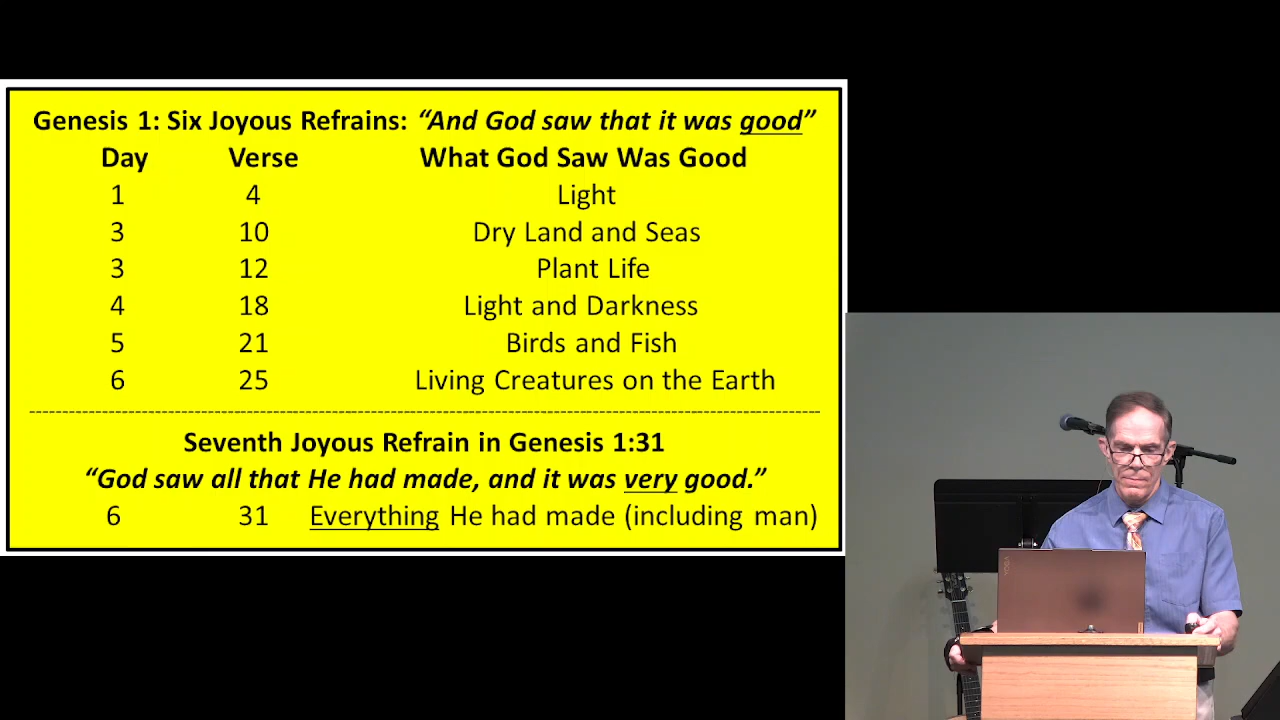 Genesis 1: Six Joyous Refrains: “And God saw that it was good”
Day Verse What God Saw Was Good
1 4 Light
3 10 Dry Land and Seas
3 12 Plant Life
4 18 Light and Darkness
5 21 Birds and Fish
6 25 Living Creatures on the Earth
Seventh Joyous Refrain in Genesis 1:31
“God saw all that He had made, and it was very good.”
6 31 Everything He had made (including man)